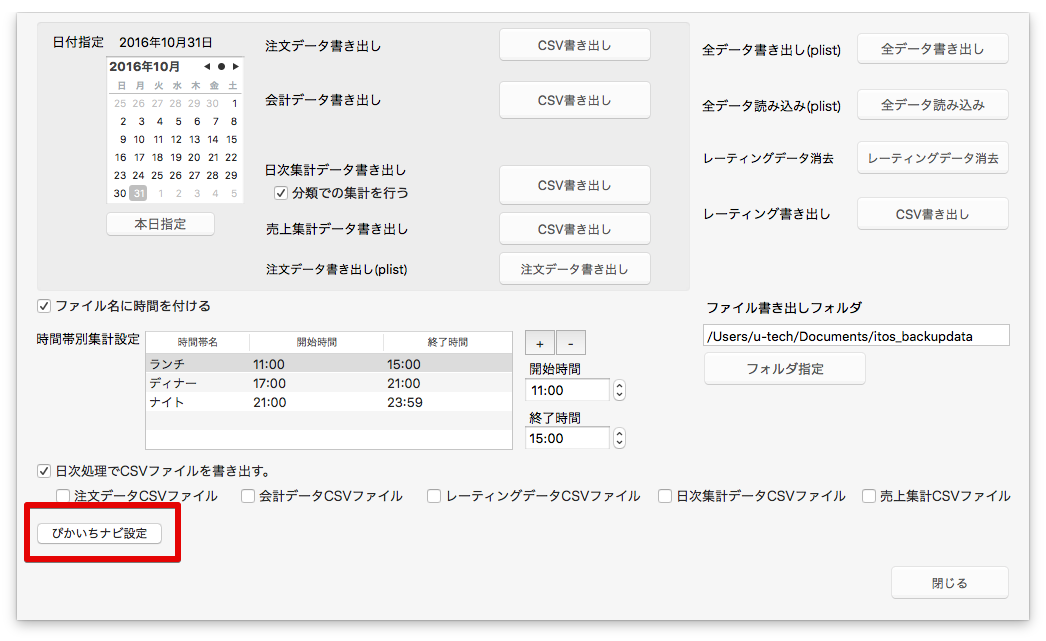 日付指定 2016年10月31日
2016年10月 ◀ ● ▶
日 月 火 水 木 金 土
25 26 27 28 29 30 1
2 3 4 5 6 7 8
9 10 11 12 13 14 15
16 17 18 19 20 21 22
23 24 25 26 27 28 29
30 31 1 2 3 4 5
本日指定
注文データ書き出し CSV書き出し
会計データ書き出し CSV書き出し
日次集計データ書き出し CSV書き出し
分類での集計を行う
売上集計データ書き出し CSV書き出し
注文データ書き出し(plist) 注文データ書き出し
全データ書き出し(plist) 全データ書き出し
全データ読み込み(plist) 全データ読み込み
レーティングデータ消去 レーティングデータ消去
レーティング書き出し CSV書き出し
ファイル名に時間を付ける
時間帯別集計設定
時間帯名 開始時間 終了時間
ランチ 11:00 15:00
ディナー 17:00 21:00
ナイト 21:00 23:59
+ -
開始時間
11:00
終了時間
15:00
ファイル書き出しフォルダ
/Users/u-tech/Documents/itos_backupdata
フォルダ指定
日次処理でCSVファイルを書き出す。
注文データCSVファイル 会計データCSVファイル レーティングデータCSVファイル 日次集計データCSVファイル 売上集計CSVファイル
ぴかいちナビ設定
閉じる